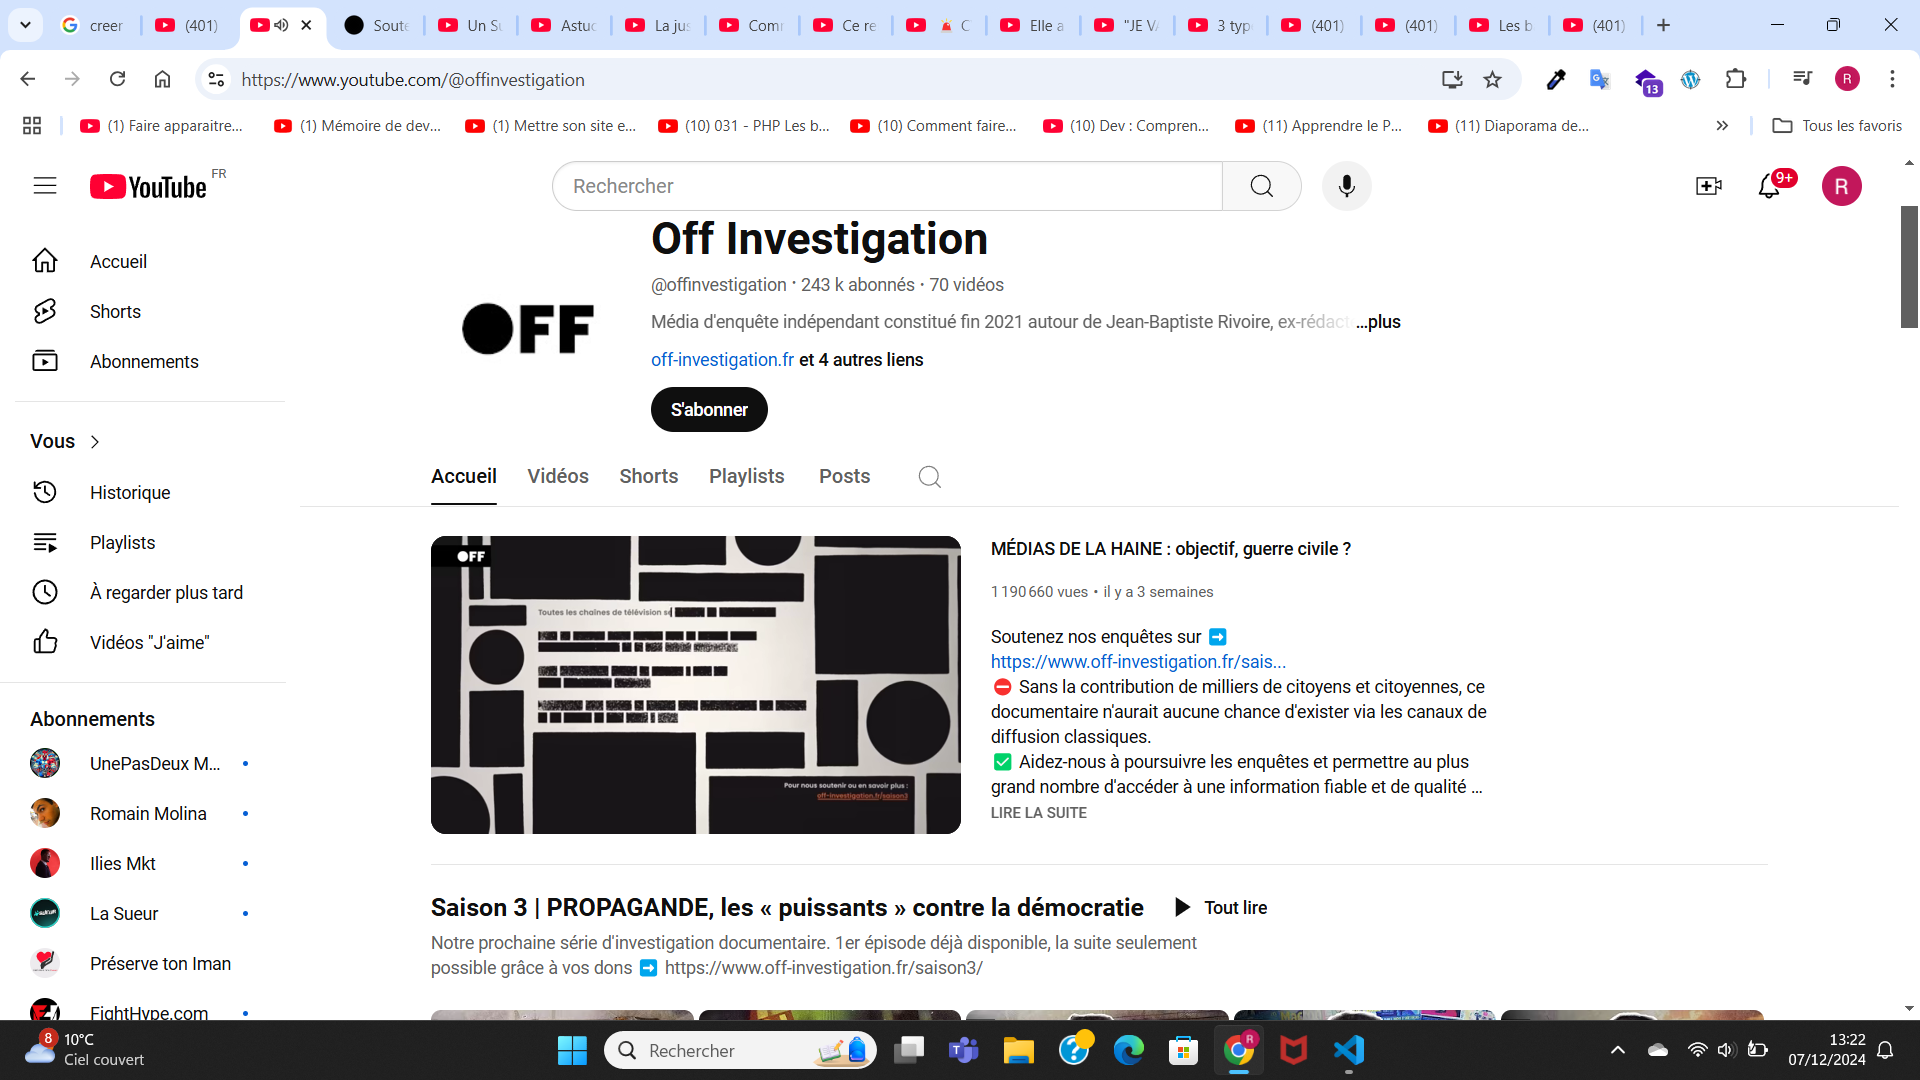 creer
(401)
Soute
Un Su
Astuc
La jus
Comm
Ce re
C'
Elle a
"JE VA
3 typ
(401)
(401)
Les b
(401)
https://www.youtube.com/@offinvestigation
13
R
(1) Faire apparaitre...
(1) Mémoire de dev...
(1) Mettre son site e...
(10) 031 - PHP Les b...
(10) Comment faire...
(10) Dev : Compren...
(11) Apprendre le P...
(11) Diaporama de...
Tous les favoris
YouTube FR
Rechercher
9+
R
Accueil
Shorts
Abonnements
Vous
Historique
Playlists
À regarder plus tard
Vidéos "J'aime"
Abonnements
UnePasDeux M...
Romain Molina
Ilies Mkt
La Sueur
Préserve ton Iman
FightHype.com
OFF
Off Investigation
@offinvestigation • 243 k abonnés • 70 vidéos
Média d'enquête indépendant constitué fin 2021 autour de Jean-Baptiste Rivoire, ex-rédact ...plus
off-investigation.fr et 4 autres liens
S'abonner
Accueil
Vidéos
Shorts
Playlists
Posts
OFF
Toutes les chaînes de télévision se
Pour nous soutenir ou en savoir plus :
off-investigation.fr/saison3
MÉDIAS DE LA HAINE : objectif, guerre civile ?
1 190 660 vues • il y a 3 semaines
Soutenez nos enquêtes sur ➡️
https://www.off-investigation.fr/sais...
⛔ Sans la contribution de milliers de citoyens et citoyennes, ce
documentaire n'aurait aucune chance d'exister via les canaux de
diffusion classiques.
✅ Aidez-nous à poursuivre les enquêtes et permettre au plus
grand nombre d'accéder à une information fiable et de qualité ...
LIRE LA SUITE
Saison 3 | PROPAGANDE, les « puissants » contre la démocratie
Tout lire
Notre prochaine série d'investigation documentaire. 1er épisode déjà disponible, la suite seulement
possible grâce à vos dons ➡️ https://www.off-investigation.fr/saison3/
8
10°C
Ciel couvert
Rechercher
R
13:22
07/12/2024